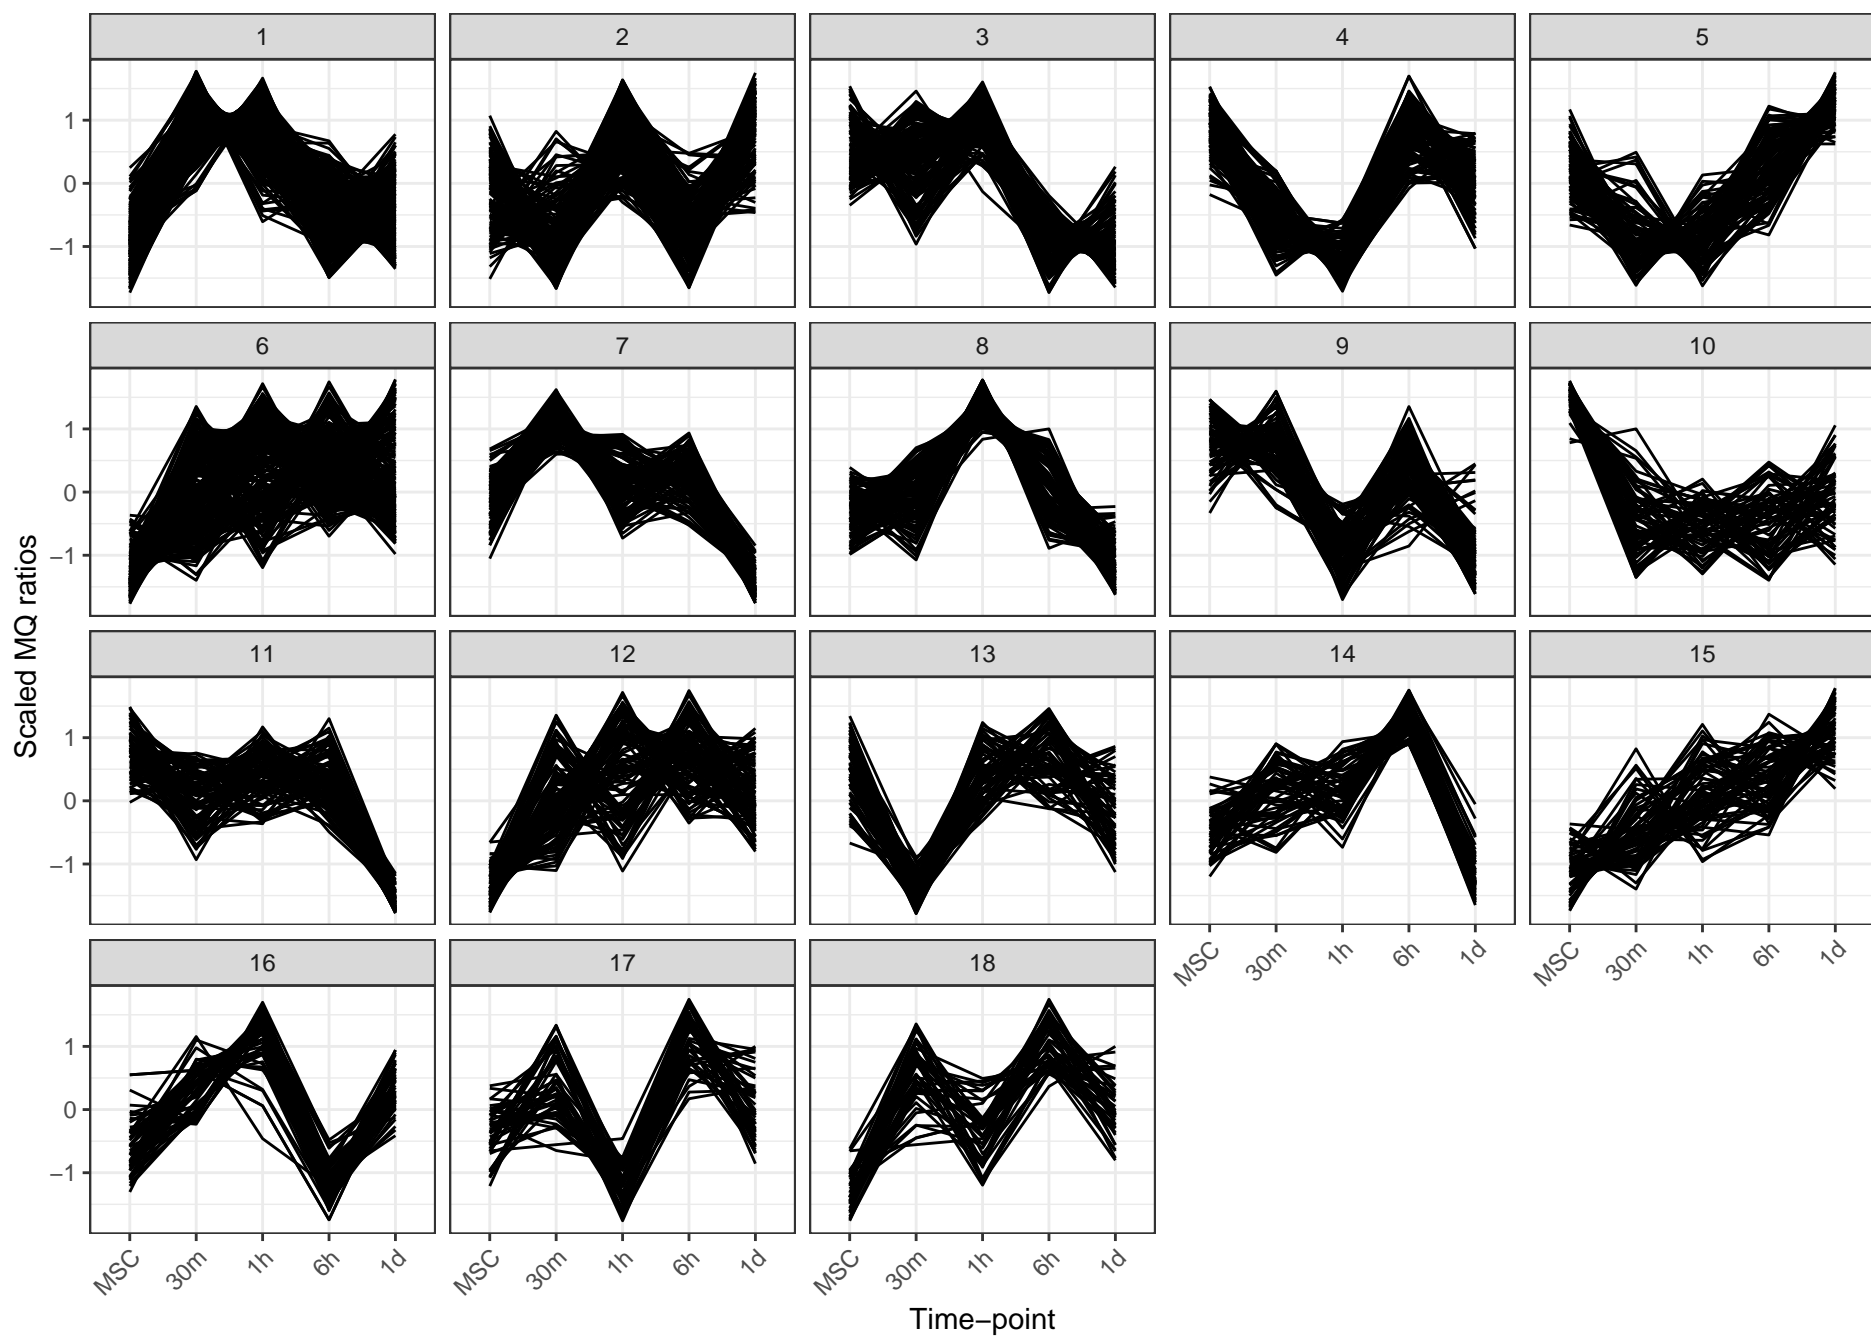 1 2 3 4 5
1
0
−1
6 7 8 9 10
1
0
−1
11 12 13 14 15
1
0
−1
MSC 30m 1h 6h 1d MSC 30m 1h 6h 1d
16 17 18
1
0
−1
MSC 30m 1h 6h 1d MSC 30m 1h 6h 1d MSC 30m 1h 6h 1d
Scaled MQ ratios
Time−point